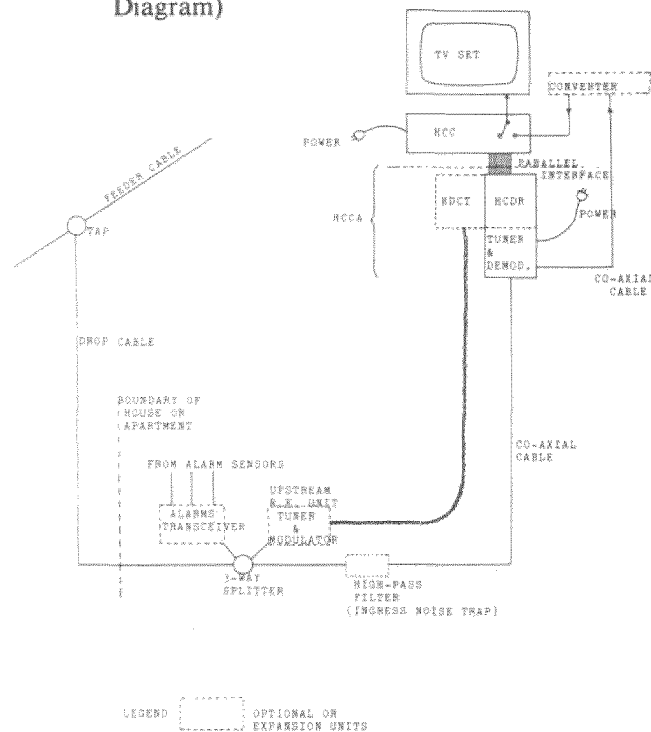 Diagram)
TV SET
CONVERTER
HCC
POWER
PARALLEL
INTERFACE
FEEDER CABLE
HCCA
HDCT
HCDR
POWER
TAP
TUNER
&
DEMOD.
CO-AXIAL
CABLE
DROP CABLE
BOUNDARY OF
HOUSE OR
APARTMENT
CO-AXIAL
CABLE
FROM ALARM SENSORS
UPSTREAM
R.F. UNIT
ALARMS
TRANSCEIVER
TUNER
&
MODULATOR
3-WAY
SPLITTER
HIGH-PASS
FILTER
(INGRESS NOISE TRAP)
LEGEND
OPTIONAL OR
EXPANSION UNITS